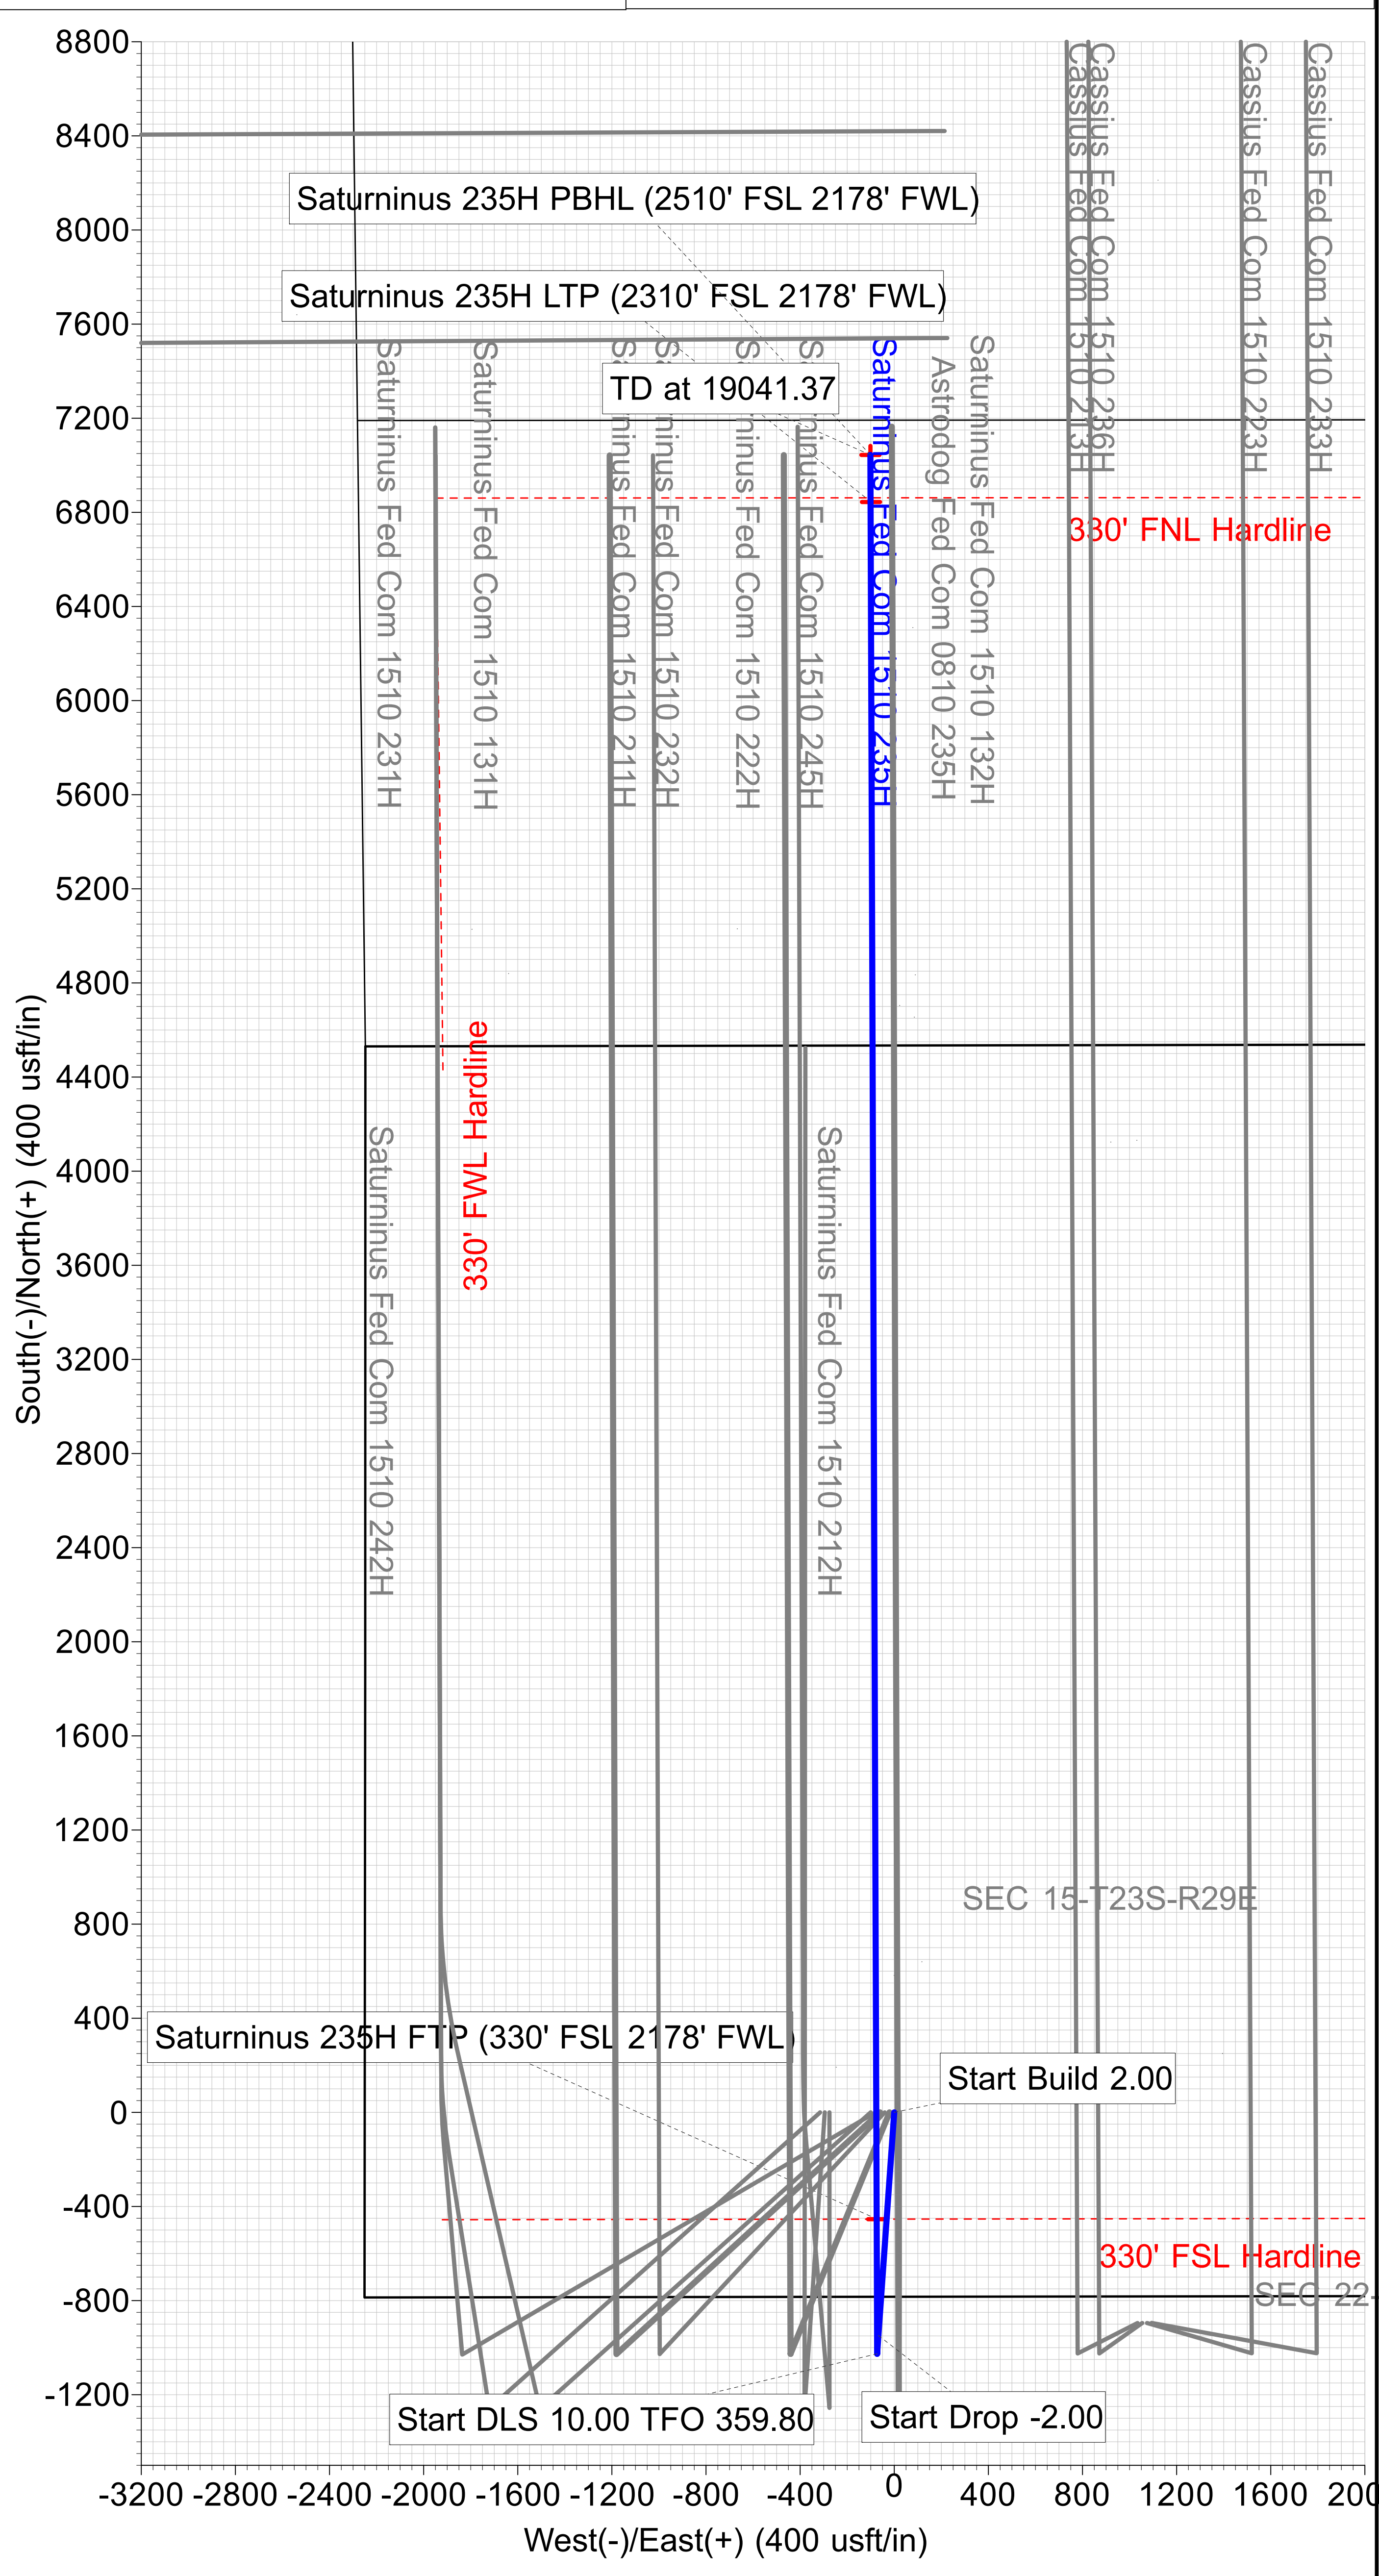 8800
8400
8000
7600
7200
6800
6400
6000
5600
5200
4800
4400
4000
3600
3200
2800
2400
2000
1600
1200
800
400
0
-400
-800
-1200
South(-)/North(+) (400 usft/in)
Cassius Fed Com 1510 213H
Cassius Fed Com 1510 236H
Cassius Fed Com 1510 223H
Cassius Fed Com 1510 233H
Saturninus 235H PBHL (2510' FSL 2178' FWL)
Saturninus 235H LTP (2310' FSL 2178' FWL)
TD at 19041.37
Saturninus Fed Com 1510 231H
Saturninus Fed Com 1510 131H
Fed Com 1510 211H
Fed Com 1510 232H
Fed Com 1510 222H
Fed Com 1510 245H
Saturninus Fed Com 1510 235H
Astrodog Fed Com 0810 235H
Saturninus Fed Com 1510 132H
330' FNL Hardline
330' FWL Hardline
Saturninus Fed Com 1510 242H
Saturninus Fed Com 1510 212H
SEC 15-T23S-R29E
Saturninus 235H FTP (330' FSL 2178' FWL)
Start Build 2.00
330' FSL Hardline
SEC 22-
Start DLS 10.00 TFO 359.80
Start Drop -2.00
-3200 -2800 -2400 -2000 -1600 -1200 -800 -400 0 400 800 1200 1600 200
West(-)/East(+) (400 usft/in)